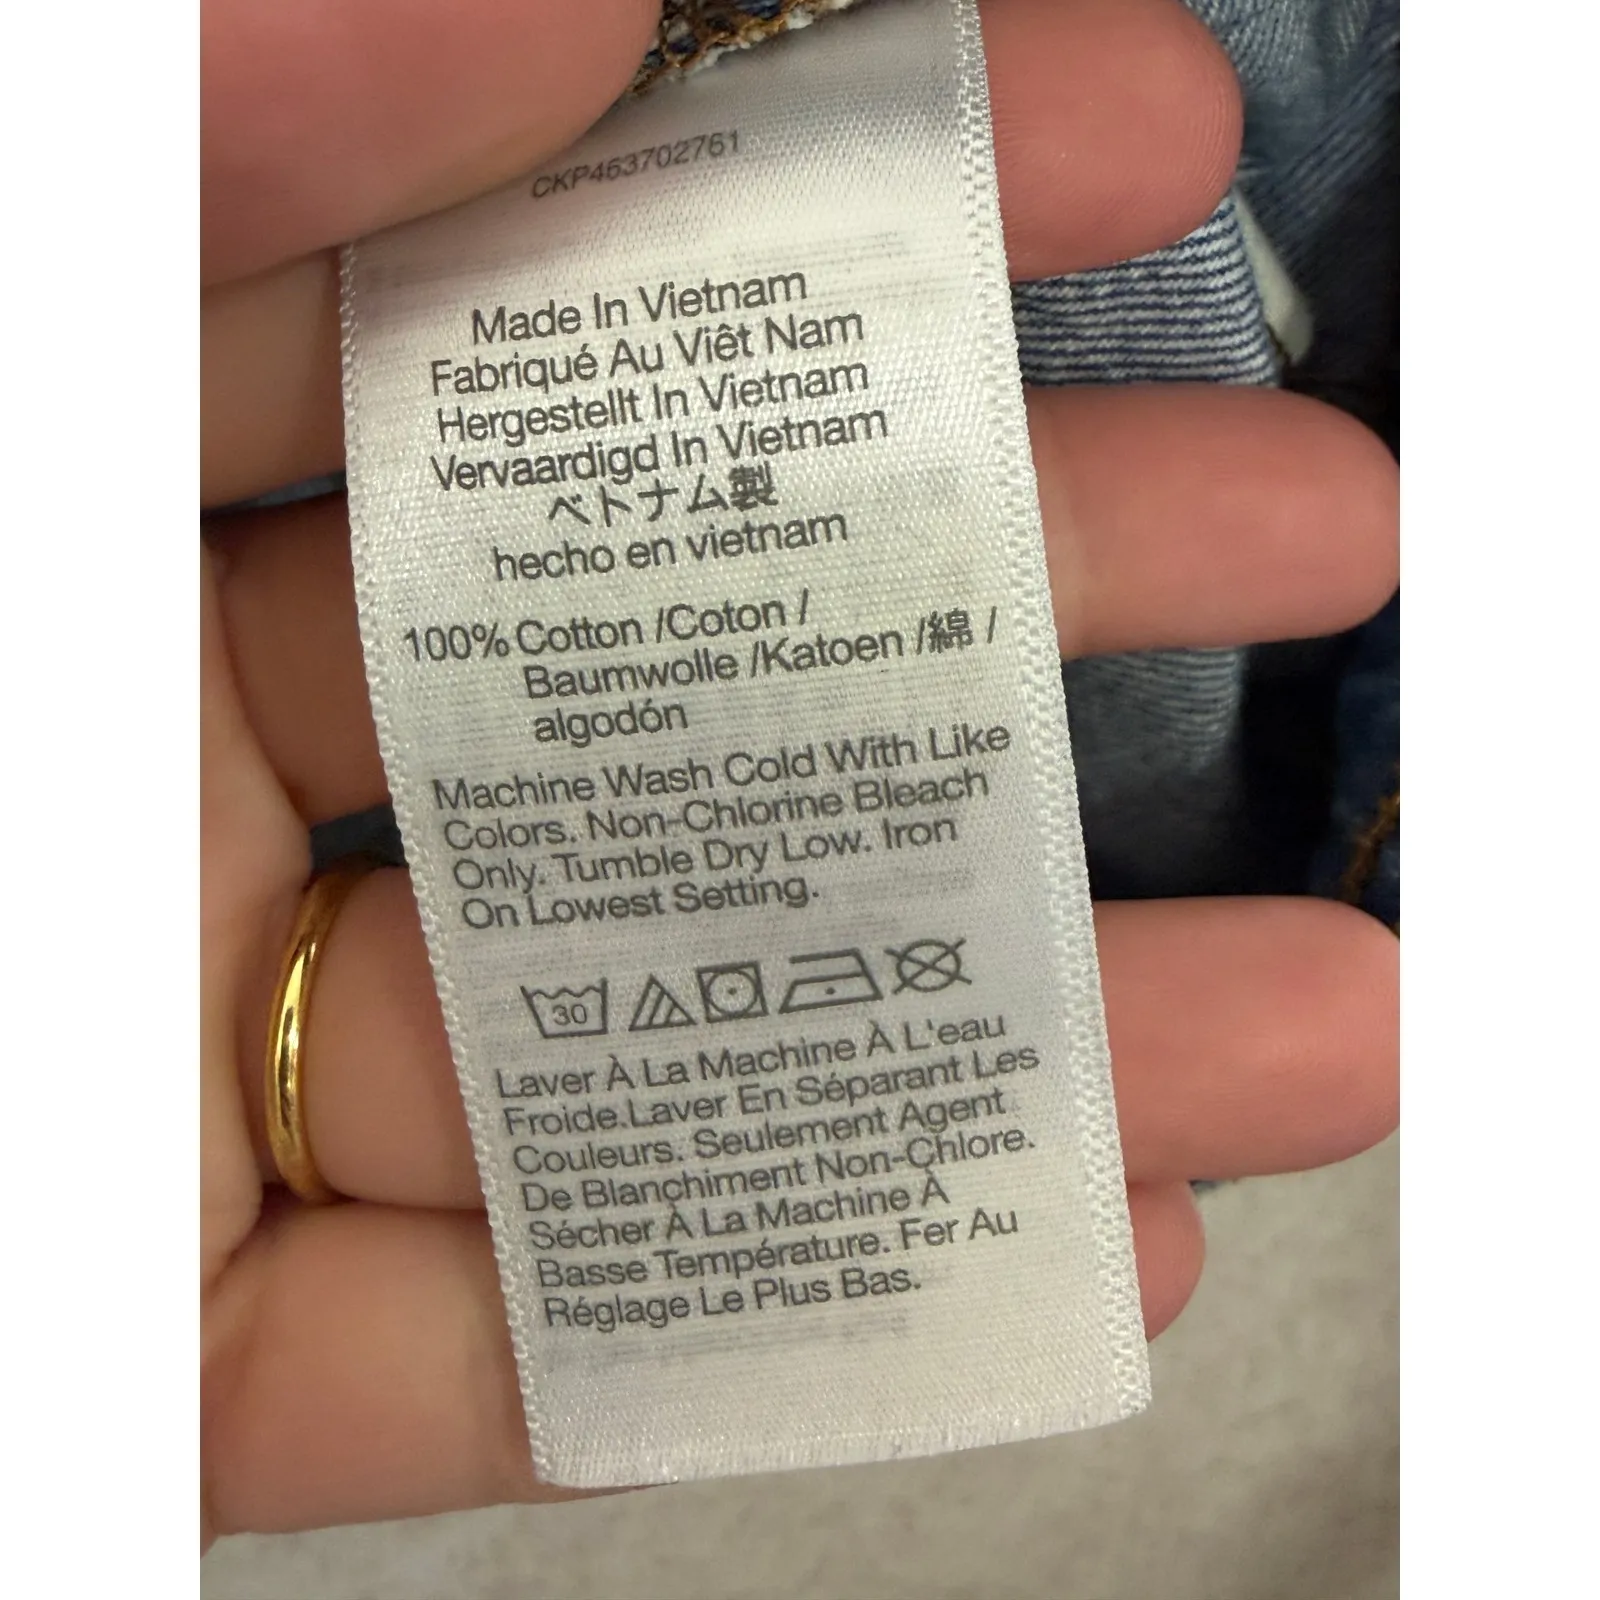 CKP463702761
Made In Vietnam
Fabriqué Au Viêt Nam
Hergestellt In Vietnam
Vervaardigd In Vietnam
ベトナム製
hecho en vietnam
100% Cotton /Coton /
Baumwolle /Katoen /綿 /
algodón
Machine Wash Cold With Like
Colors. Non-Chlorine Bleach
Only. Tumble Dry Low. Iron
On Lowest Setting.
30
Laver À La Machine À L'eau
Froide.Laver En Séparant Les
Couleurs. Seulement Agent
De Blanchiment Non-Chlore.
Sécher À La Machine À
Basse Température. Fer Au
Réglage Le Plus Bas.